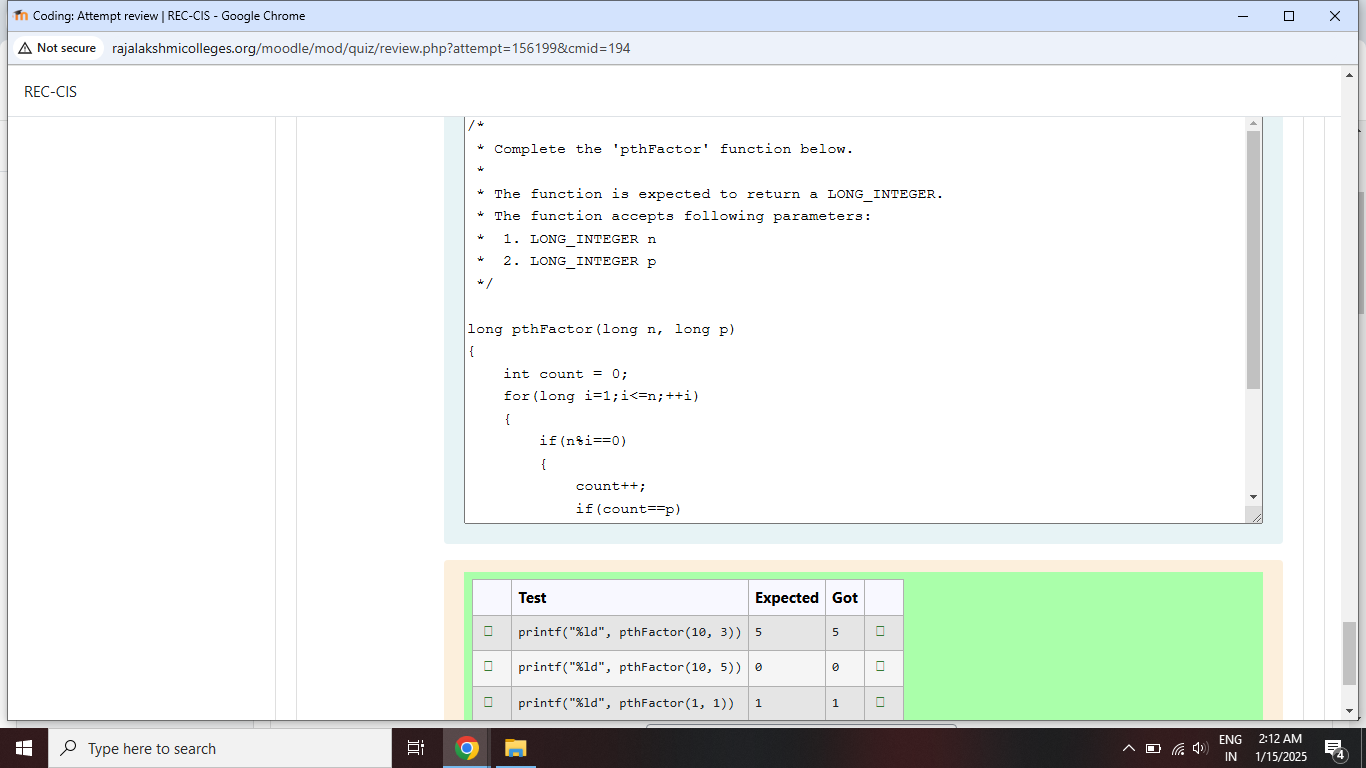 Coding: Attempt review | REC-CIS - Google Chrome
Not secure rajalakshmicolleges.org/moodle/mod/quiz/review.php?attempt=156199&cmid=194
REC-CIS
/*
 * Complete the 'pthFactor' function below.
 *
 * The function is expected to return a LONG_INTEGER.
 * The function accepts following parameters:
 *  1. LONG_INTEGER n
 *  2. LONG_INTEGER p
 */
long pthFactor(long n, long p)
{
    int count = 0;
    for(long i=1;i<=n;++i)
    {
        if(n%i==0)
        {
            count++;
            if(count==p)
Test Expected Got
printf("%ld", pthFactor(10, 3)) 5 5
printf("%ld", pthFactor(10, 5)) 0 0
printf("%ld", pthFactor(1, 1)) 1 1
Type here to search
ENG
IN
2:12 AM
1/15/2025
4